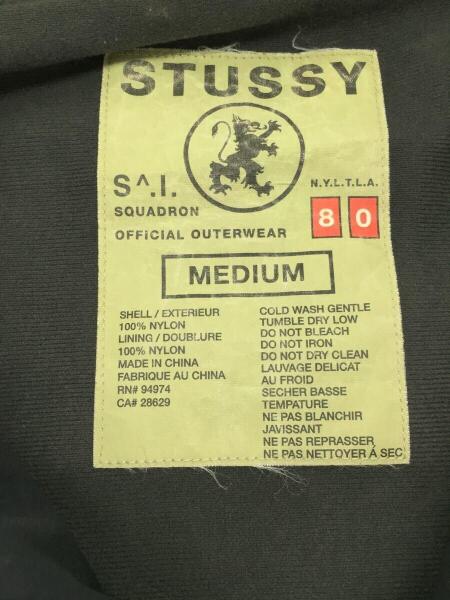 STUSSY
S^.I.
N.Y.L.T.L.A.
SQUADRON
8 0
OFFICIAL OUTERWEAR
MEDIUM
SHELL / EXTERIEUR
100% NYLON
LINING / DOUBLURE
100% NYLON
MADE IN CHINA
FABRIQUE AU CHINA
RN# 94974
CA# 28629
COLD WASH GENTLE
TUMBLE DRY LOW
DO NOT BLEACH
DO NOT IRON
DO NOT DRY CLEAN
LAUVAGE DELICAT
AU FROID
SECHER BASSE
TEMPATURE
NE PAS BLANCHIR
JAVISSANT
NE PAS REPRASSER
NE PAS NETTOYER Á SEC